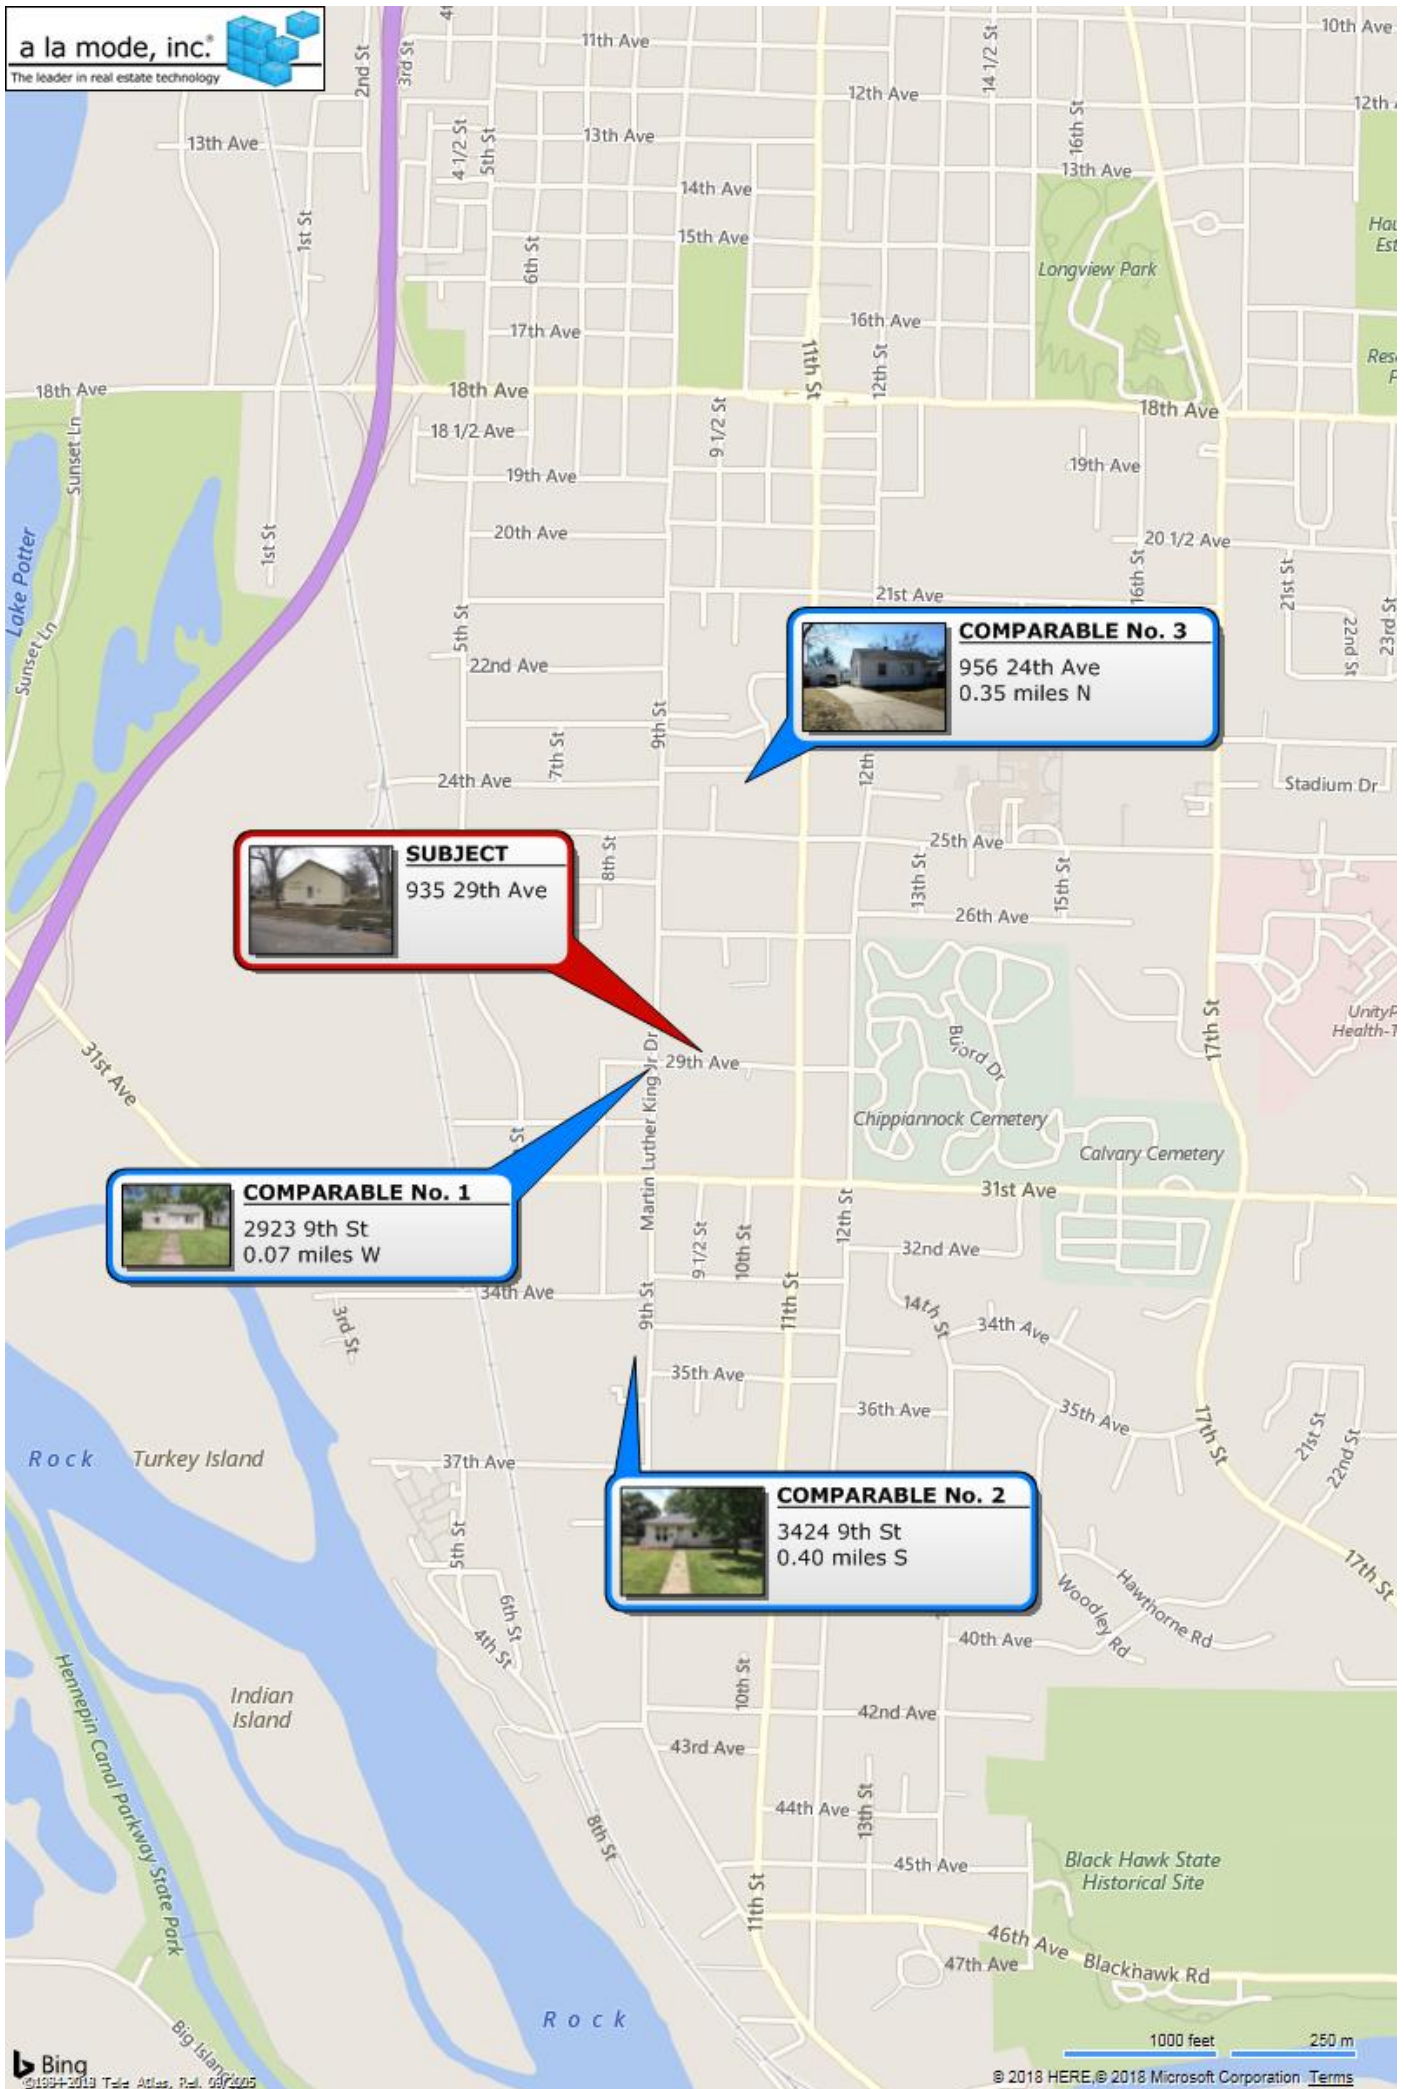 a la mode, inc.®
The leader in real estate technology
2nd St
3rd St
11th Ave
14 1/2 St
10th Ave
12th Ave
16th St
13th Ave
4 1/2 St
5th St
13th Ave
13th Ave
14th Ave
15th Ave
1st St
6th St
Longview Park
17th Ave
16th Ave
11th St
12th St
18th Ave
18th Ave
18th Ave
Sunset Ln
18 1/2 Ave
9 1/2 St
19th Ave
19th Ave
20th Ave
20 1/2 Ave
1st St
16th St
21st St
Lake Potter
21st Ave
22nd St
23rd St
5th St
Sunset Ln
22nd Ave
COMPARABLE No. 3
956 24th Ave
0.35 miles N
9th St
7th St
12th
24th Ave
Stadium Dr
SUBJECT
935 29th Ave
8th St
25th Ave
13th St
15th St
26th Ave
17th St
Bujord Dr
29th Ave
31st Ave
Martin Luther King Jr Dr
Chippiannock Cemetery
Calvary Cemetery
COMPARABLE No. 1
2923 9th St
0.07 miles W
31st Ave
12th St
9 1/2 St
10th St
32nd Ave
34th Ave
3rd St
9th St
11th St
14th St
34th Ave
35th Ave
36th Ave
35th Ave
17th St
21st St
22nd St
Rock
Turkey Island
37th Ave
COMPARABLE No. 2
3424 9th St
0.40 miles S
5th St
6th St
4th St
17th St
Hawthorne Rd
Woodley Rd
40th Ave
Hennepin Canal Parkway State Park
Indian
Island
10th St
42nd Ave
43rd Ave
8th St
44th Ave
13th St
45th Ave
Black Hawk State
Historical Site
11th St
46th Ave
Blackhawk Rd
47th Ave
Rock
Big Island
1000 feet
250 m
Bing
©1984-2018 Tele Atlas, Rel. 09/2005
© 2018 HERE,© 2018 Microsoft Corporation Terms